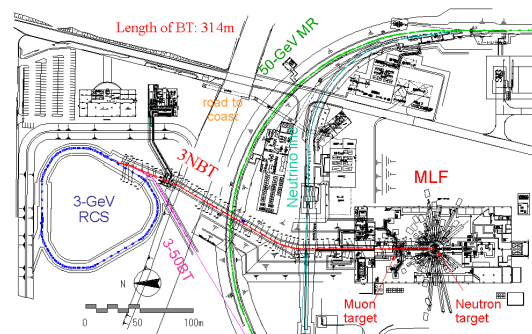 Length of BT: 314m
50-GeV MR
road to
coast
3NBT
Neutrino line
MLF
3-GeV
RCS
3-50BT
N
Muon
target
Neutron
target
0 50 100m